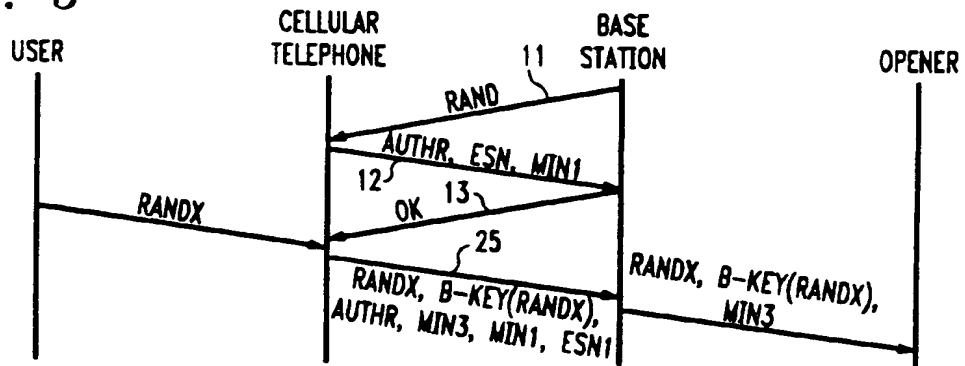 USER
CELLULAR
TELEPHONE
BASE
STATION
OPENER
11
RAND
AUTHR, ESN, MIN1
12
13
OK
RANDX
25
RANDX, B-KEY(RANDX),
AUTHR, MIN3, MIN1, ESN1
RANDX, B-KEY(RANDX),
MIN3